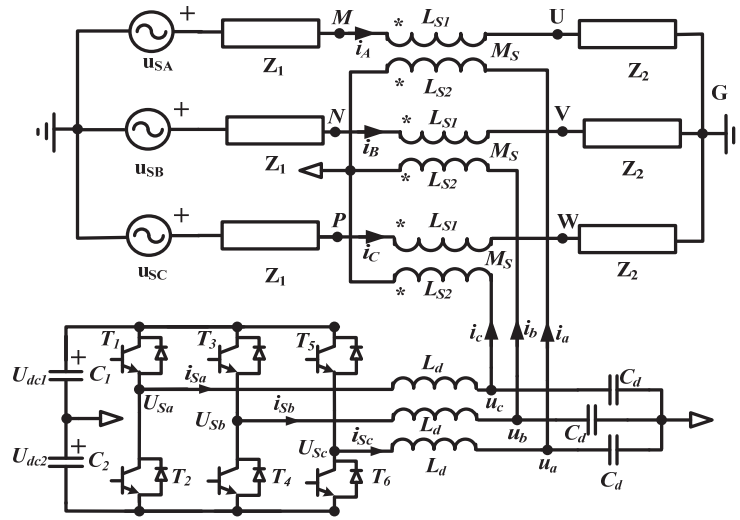 M * L_S1 U
+ i_A M_S
u_SA Z_1 Z_2
* L_S2 G
N L_S1 V
+ i_B * M_S
u_SB Z_1 Z_2
* L_S2
P L_S1 W
+ * M_S
u_SC Z_1 i_C Z_2
* L_S2
T_1 T_3 T_5 i_c i_b i_a
+ L_d
U_dc1 C_1 i_Sa C_d
U_Sa u_c
i_Sb L_d
U_Sb u_b C_d
+ U_Sc i_Sc
U_dc2 C_2 T_2 T_4 T_6 L_d u_a C_d